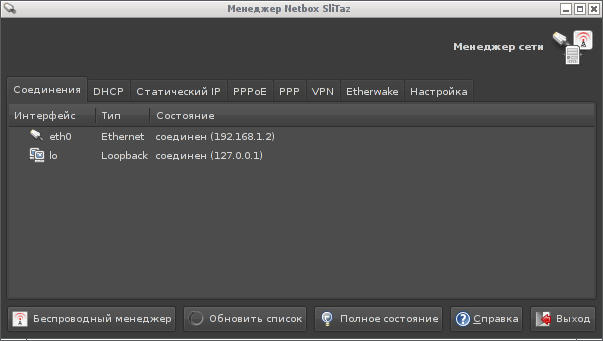 Менеджер Netbox SliTaz
Менеджер сети
Соединения DHCP Статический IP PPPoE PPP VPN Etherwake Настройка
Интерфейс Тип Состояние
eth0 Ethernet соединен (192.168.1.2)
lo Loopback соединен (127.0.0.1)
Беспроводный менеджер Обновить список Полное состояние Справка Выход